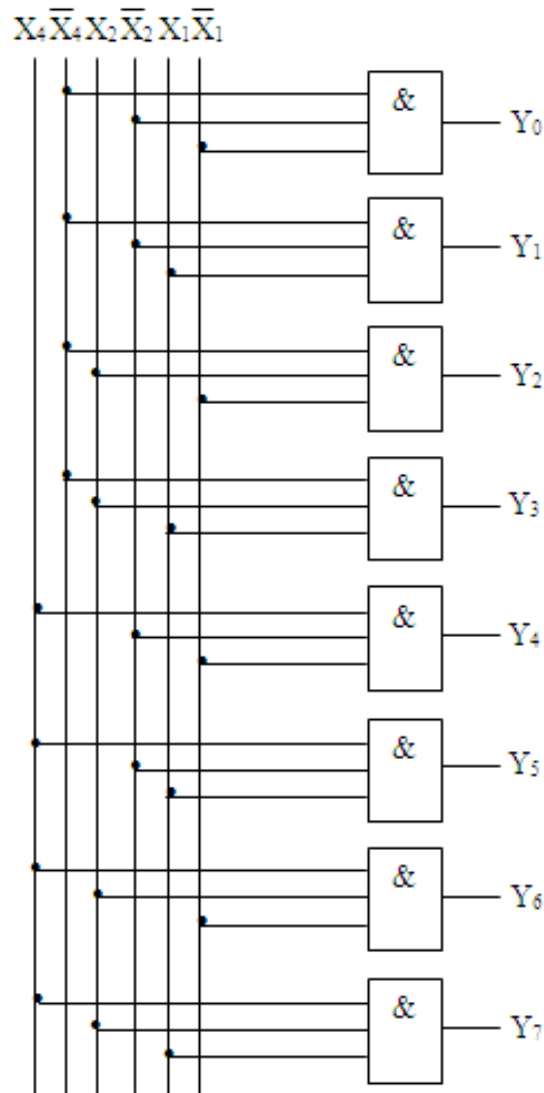 X₄ X̅₄ X₂ X̅₂ X₁ X̅₁
& Y₀
& Y₁
& Y₂
& Y₃
& Y₄
& Y₅
& Y₆
& Y₇